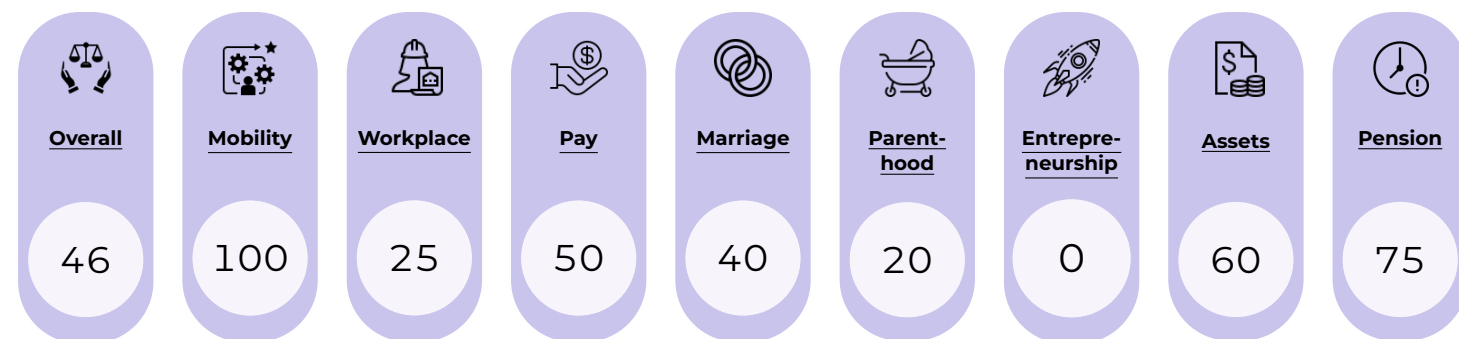 Overall
46
Mobility
100
Workplace
25
Pay
50
Marriage
40
Parent-
hood
20
Entrepre-
neurship
0
Assets
60
Pension
75